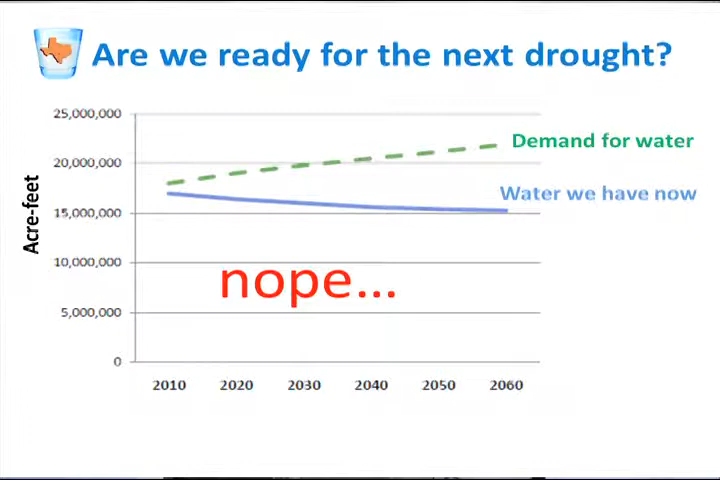 Are we ready for the next drought?
25,000,000
Demand for water
20,000,000
Water we have now
Acre-feet
15,000,000
10,000,000
nope...
5,000,000
0
2010 2020 2030 2040 2050 2060